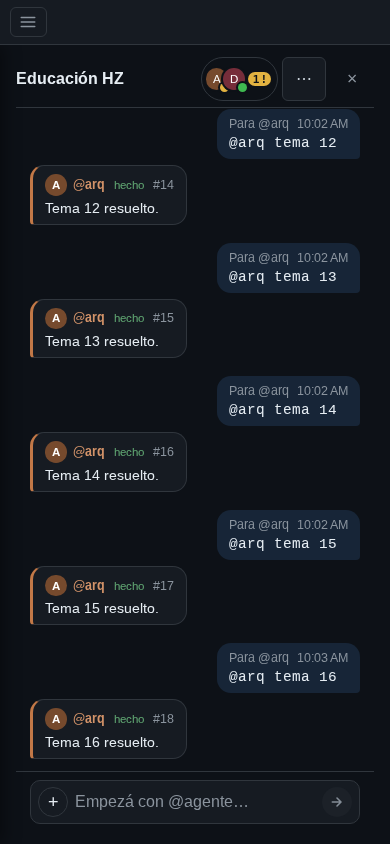 Educación HZ
A D 1!
Para @arq 10:02 AM
@arq tema 12
A @arq hecho #14
Tema 12 resuelto.
Para @arq 10:02 AM
@arq tema 13
A @arq hecho #15
Tema 13 resuelto.
Para @arq 10:02 AM
@arq tema 14
A @arq hecho #16
Tema 14 resuelto.
Para @arq 10:02 AM
@arq tema 15
A @arq hecho #17
Tema 15 resuelto.
Para @arq 10:03 AM
@arq tema 16
A @arq hecho #18
Tema 16 resuelto.
Empezá con @agente…